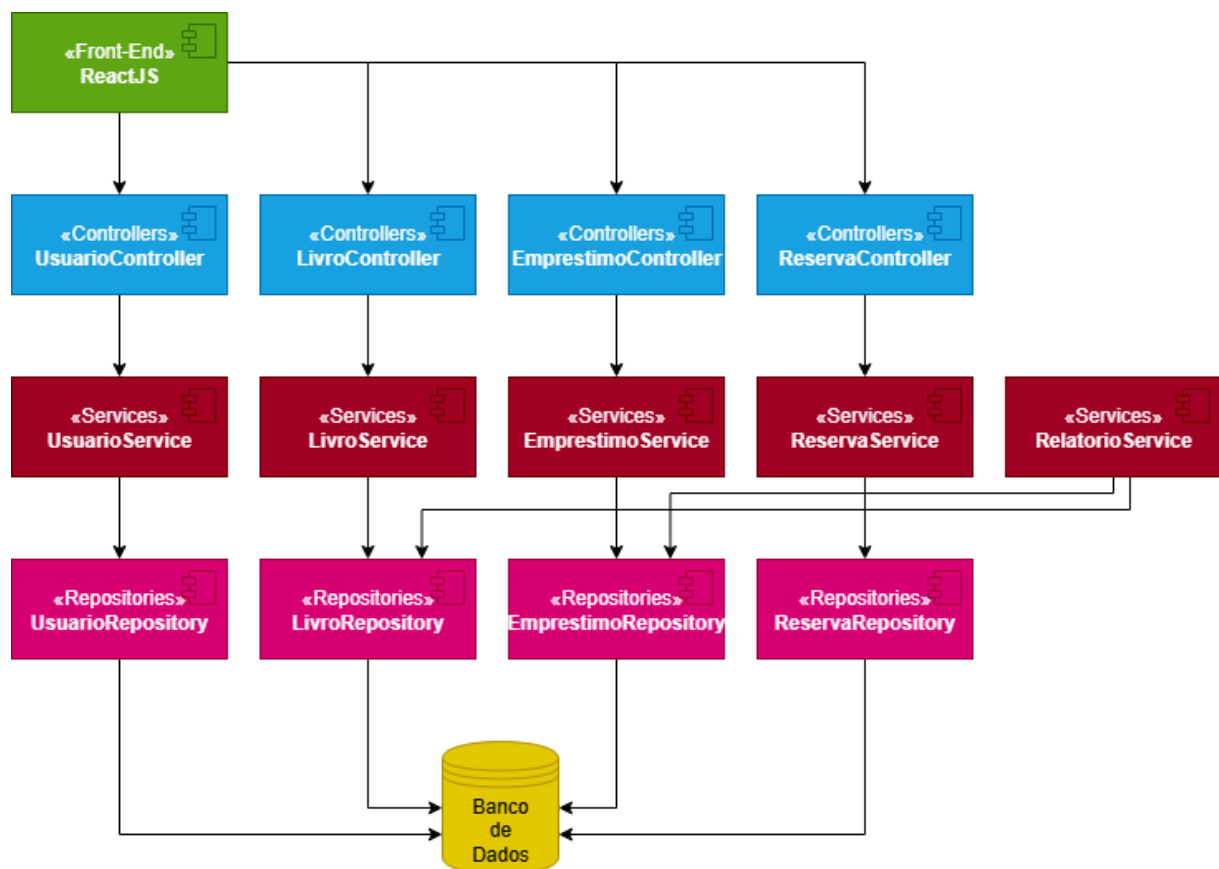 «Front-End»
ReactJS
«Controllers»
UsuarioController
«Controllers»
LivroController
«Controllers»
EmprestimoController
«Controllers»
ReservaController
«Services»
UsuarioService
«Services»
LivroService
«Services»
EmprestimoService
«Services»
ReservaService
«Services»
RelatorioService
«Repositories»
UsuarioRepository
«Repositories»
LivroRepository
«Repositories»
EmprestimoRepository
«Repositories»
ReservaRepository
Banco
de
Dados